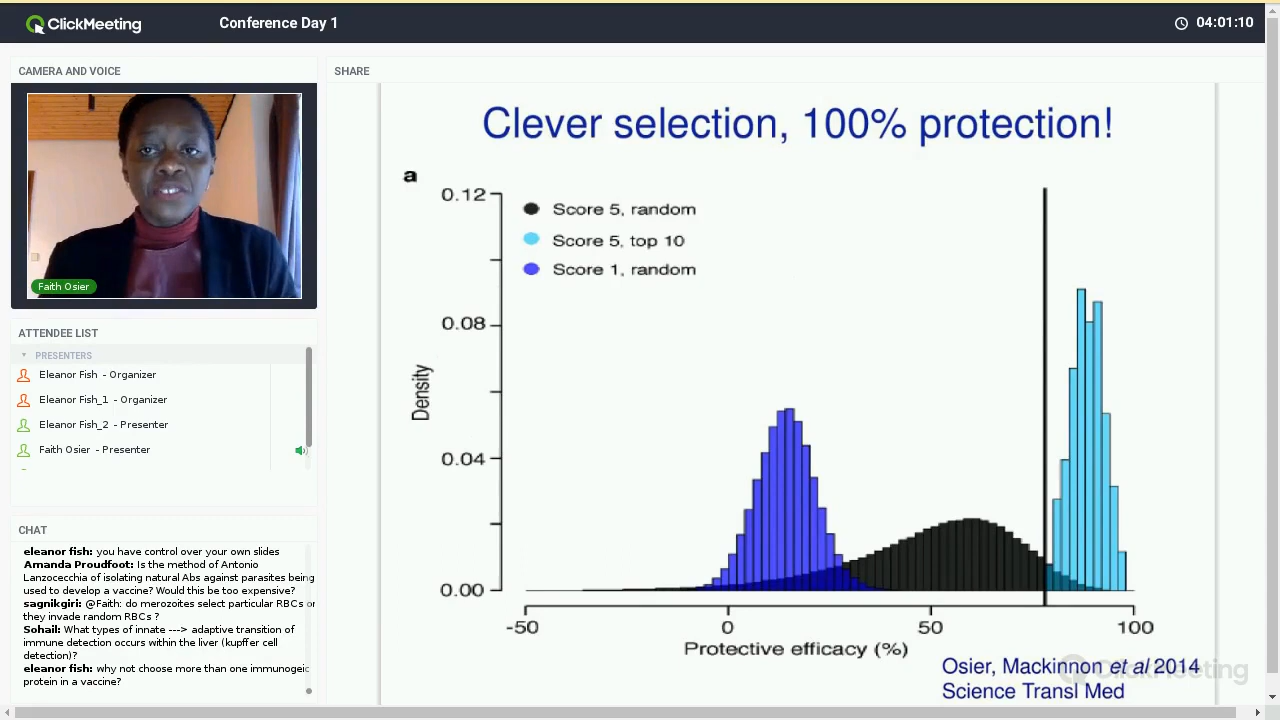 ClickMeeting
Conference Day 1
04:01:10
CAMERA AND VOICE
Faith Osier
ATTENDEE LIST
PRESENTERS
Eleanor Fish - Organizer
Eleanor Fish_1 - Organizer
Eleanor Fish_2 - Presenter
Faith Osier - Presenter
CHAT
eleanor fish: you have control over your own slides
Amanda Proudfoot: Is the method of Antonio
Lanzocecchia of isolating natural Abs against parasites being
used to develop a vaccine? Would this be too expensive?
sagnikgiri: @Faith: do merozoites select particular RBCs or
they invade random RBCs ?
Sohail: What types of innate ---> adaptive transition of
immune detection occurs within the liver (kupffer cell
detection)?
eleanor fish: why not choose more than one immunogeic
protein in a vaccine?
SHARE
Clever selection, 100% protection!
a
Score 5, random
Score 5, top 10
Score 1, random
Density
0.12
0.08
0.04
0.00
-50
0
50
100
Protective efficacy (%)
Osier, Mackinnon et al 2014
Science Transl Med
ClickMeeting